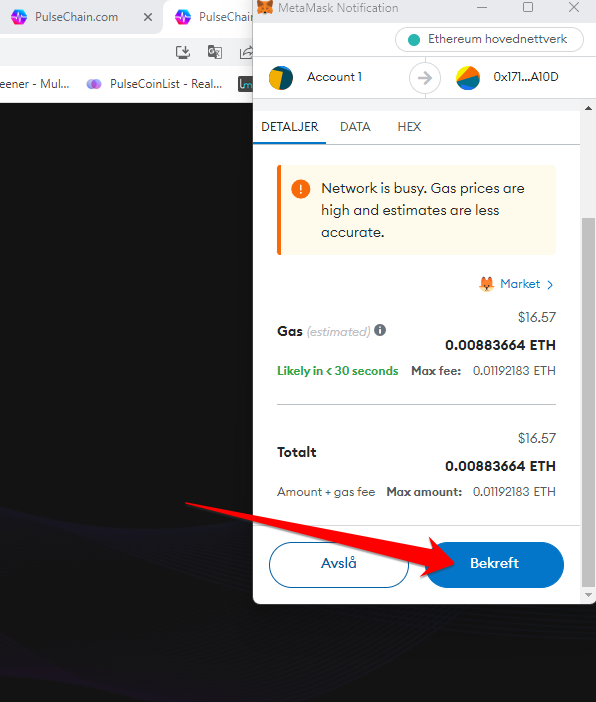 PulseChain.com
PulseChain
MetaMask Notification
Ethereum hovednettverk
eener - Mul...
PulseCoinList - Real...
Account 1
0x171...A10D
DETALJER
DATA
HEX
Network is busy. Gas prices are
high and estimates are less
accurate.
Market
$16.57
Gas (estimated)
0.00883664 ETH
Likely in < 30 seconds Max fee: 0.01192183 ETH
$16.57
Totalt
0.00883664 ETH
Amount + gas fee Max amount: 0.01192183 ETH
Avslå
Bekreft